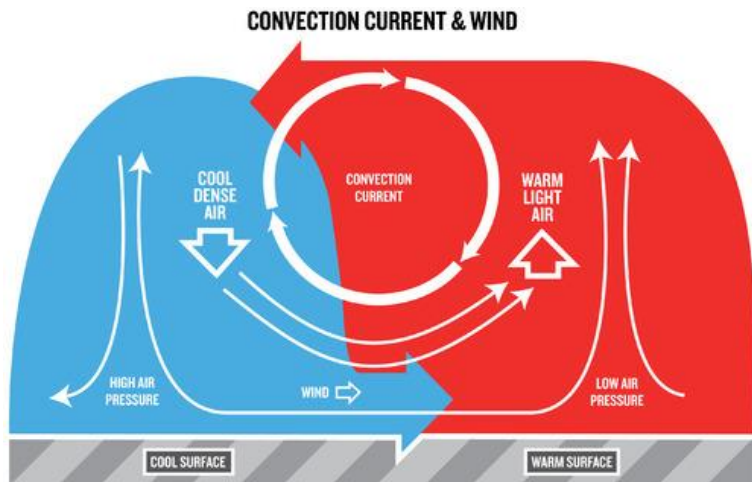 CONVECTION CURRENT & WIND
COOL
DENSE
AIR
CONVECTION
CURRENT
WARM
LIGHT
AIR
HIGH AIR
PRESSURE
WIND
LOW AIR
PRESSURE
COOL SURFACE
WARM SURFACE